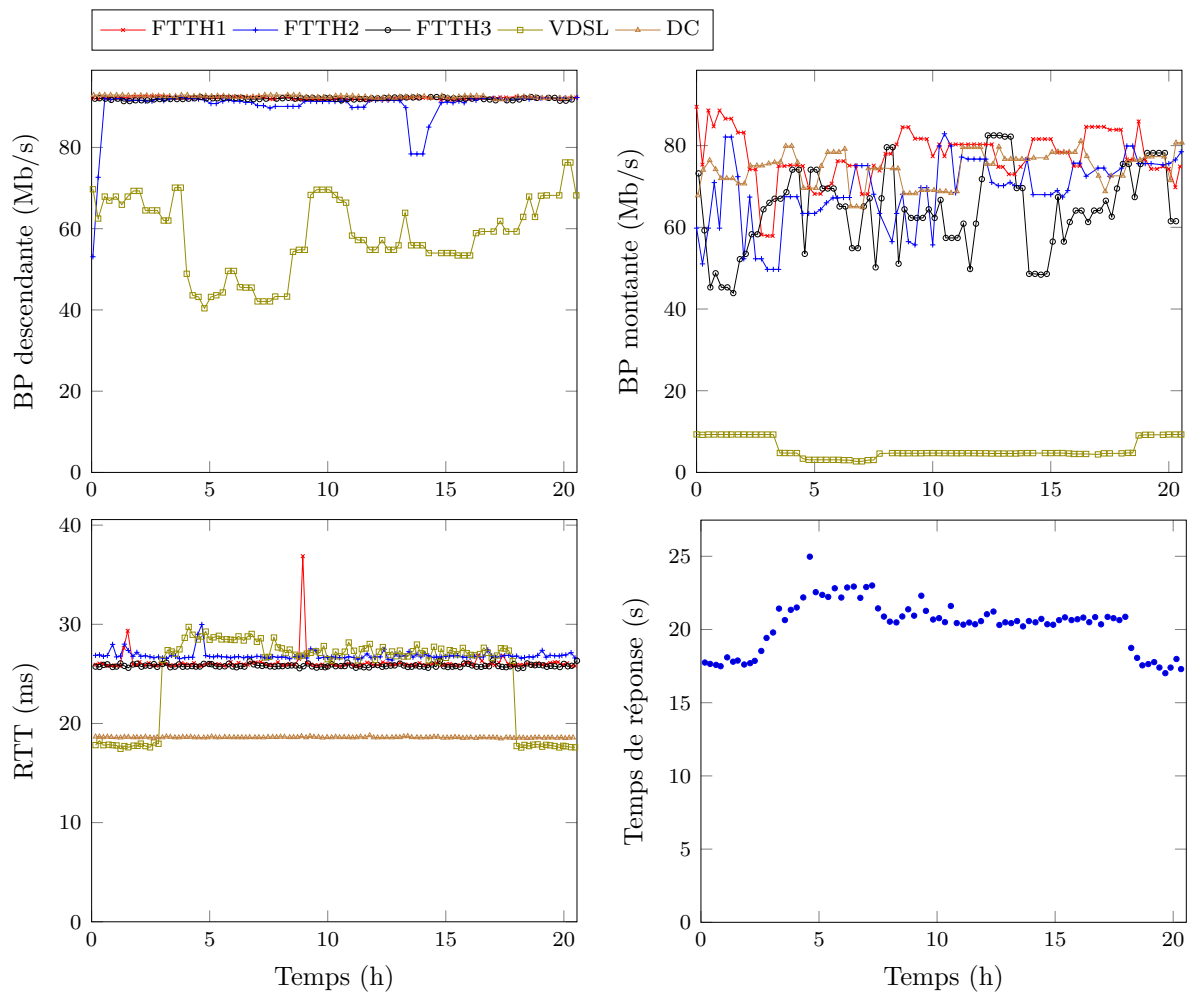 FTTH1 FTTH2 FTTH3 VDSL DC
BP descendante (Mb/s)
80
60
40
20
0
0 5 10 15 20
BP montante (Mb/s)
80
60
40
20
0
0 5 10 15 20
RTT (ms)
40
30
20
10
0
0 5 10 15 20
Temps (h)
Temps de réponse (s)
25
20
15
10
5
0
0 5 10 15 20
Temps (h)